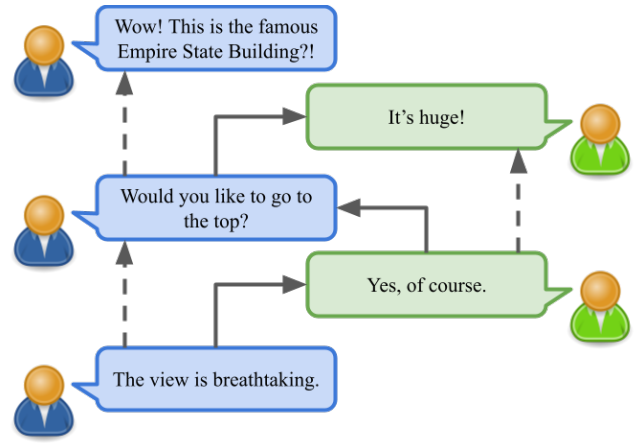 Wow! This is the famous
Empire State Building?!
It's huge!
Would you like to go to
the top?
Yes, of course.
The view is breathtaking.